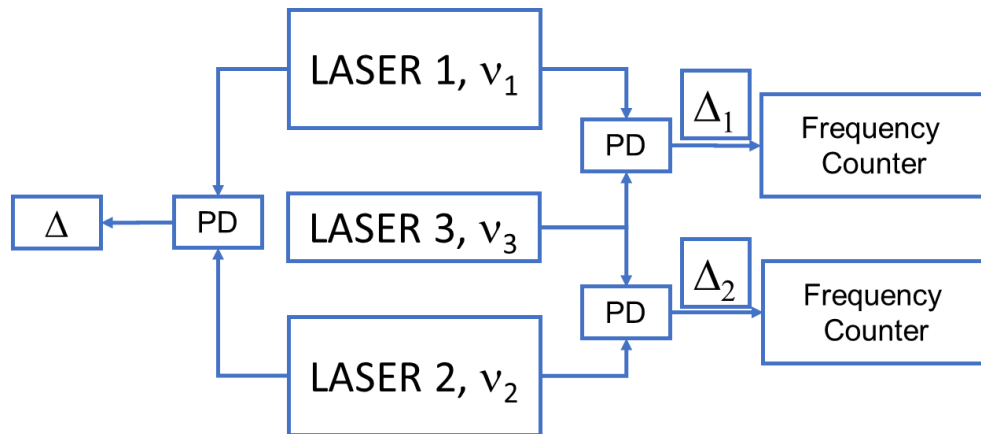 LASER 1, ν₁
Δ₁
Frequency
Counter
PD
Δ
PD
LASER 3, ν₃
Δ₂
PD
Frequency
Counter
LASER 2, ν₂